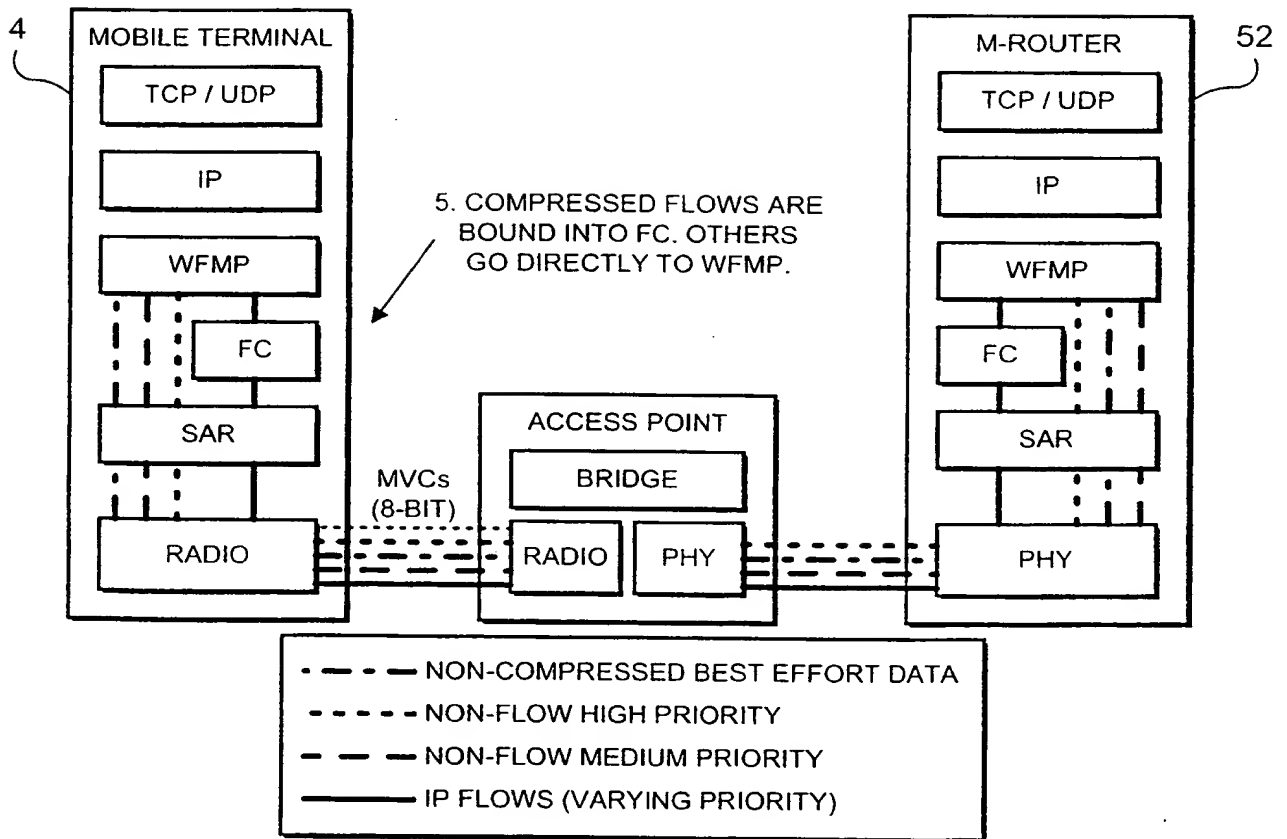 4
MOBILE TERMINAL
TCP / UDP
IP
WFMP
FC
SAR
RADIO
5. COMPRESSED FLOWS ARE
BOUND INTO FC. OTHERS
GO DIRECTLY TO WFMP.
MVCs
(8-BIT)
ACCESS POINT
BRIDGE
RADIO
PHY
52
M-ROUTER
TCP / UDP
IP
WFMP
FC
SAR
PHY
NON-COMPRESSED BEST EFFORT DATA
NON-FLOW HIGH PRIORITY
NON-FLOW MEDIUM PRIORITY
IP FLOWS (VARYING PRIORITY)